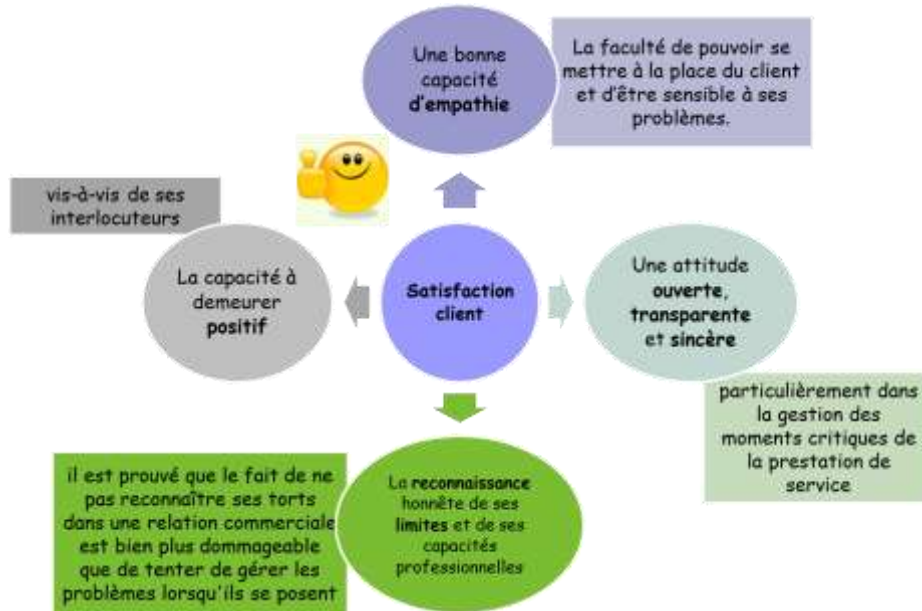 Une bonne
capacité
d'empathie
La faculté de pouvoir se
mettre à la place du client
et d'être sensible à ses
problèmes.
vis-à-vis de ses
interlocuteurs
La capacité à
demeurer
positif
Satisfaction
client
Une attitude
ouverte,
transparente
et sincère
particulièrement dans
la gestion des
moments critiques de
la prestation de
service
il est prouvé que le fait de ne
pas reconnaître ses torts
dans une relation commerciale
est bien plus dommageable
que de tenter de gérer les
problèmes lorsqu'ils se posent
La reconnaissance
honnête de ses
limites et de ses
capacités
professionnelles